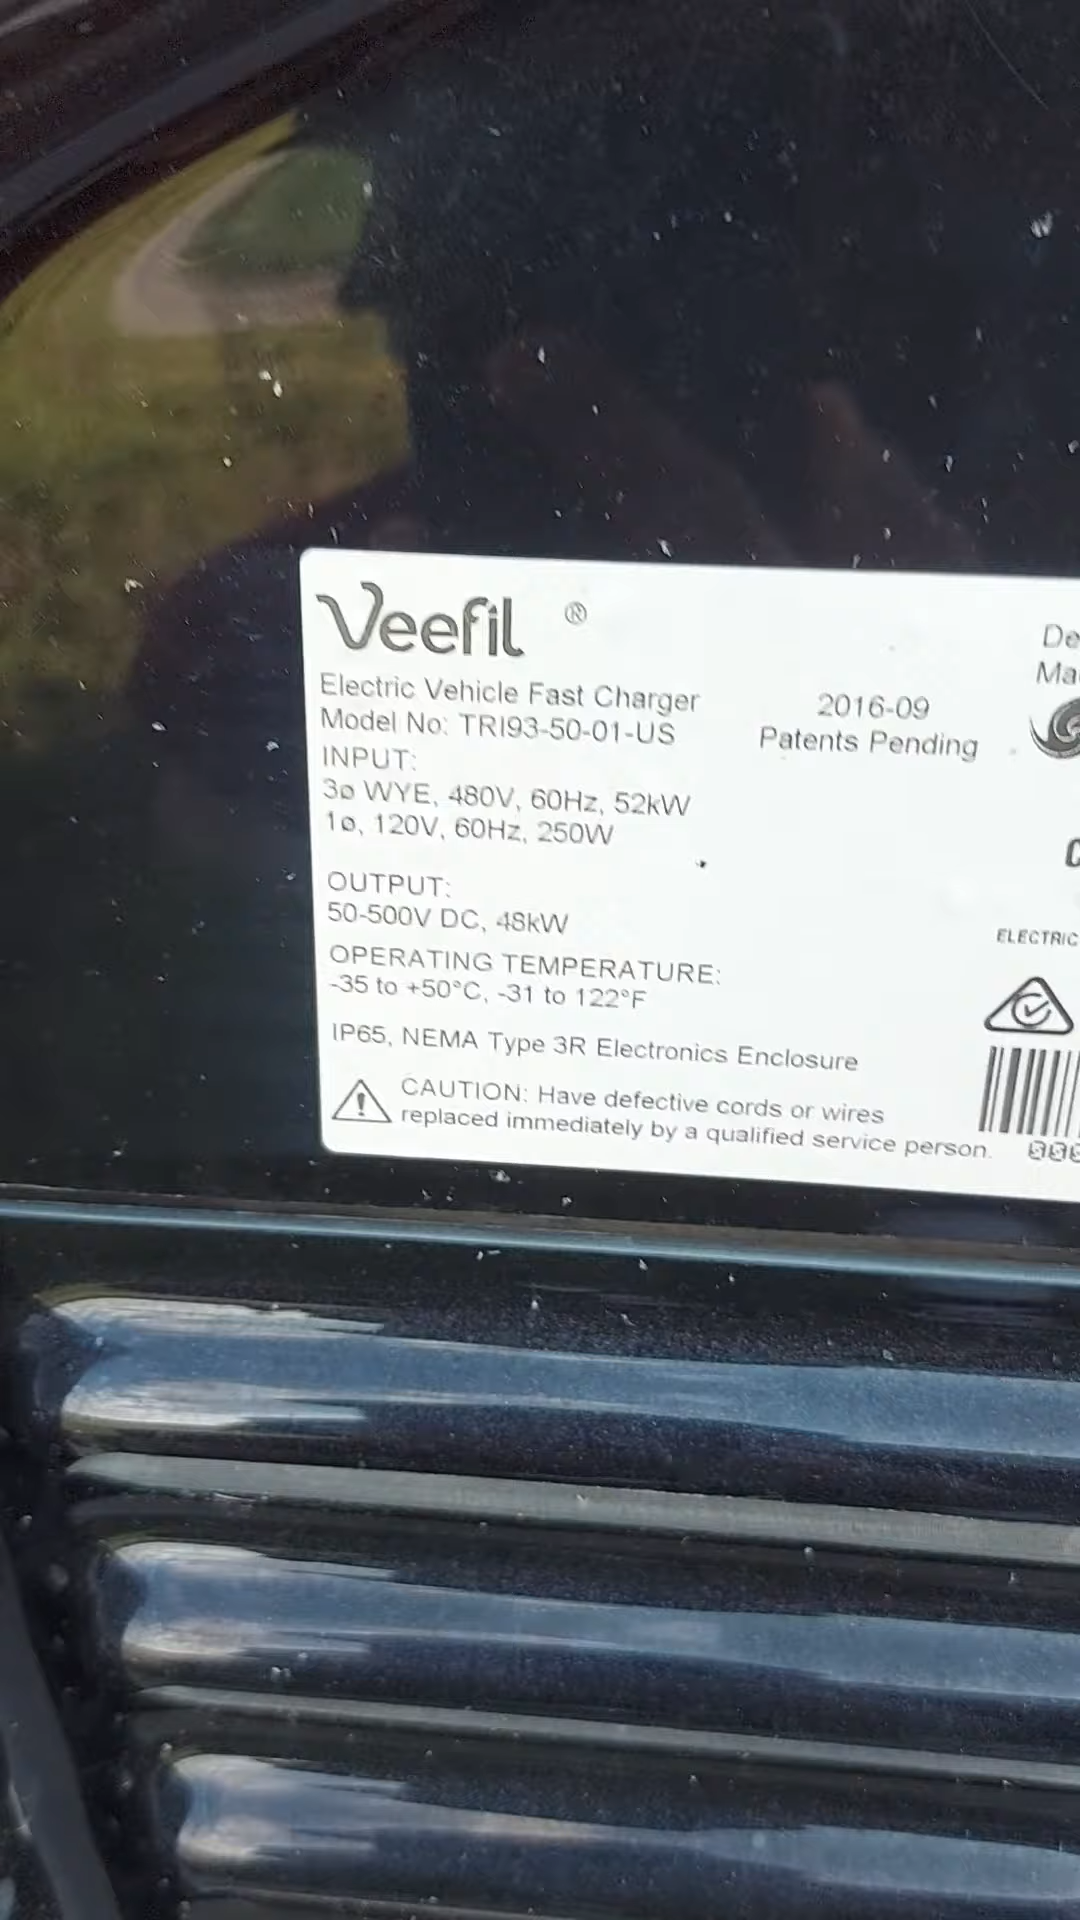 Veefil ®
Electric Vehicle Fast Charger
Model No: TRI93-50-01-US
INPUT:
3ø WYE, 480V, 60Hz, 52kW
1ø, 120V, 60Hz, 250W
OUTPUT:
50-500V DC, 48kW
OPERATING TEMPERATURE:
-35 to +50°C, -31 to 122°F
IP65, NEMA Type 3R Electronics Enclosure
CAUTION: Have defective cords or wires
replaced immediately by a qualified service person.
2016-09
Patents Pending
ELECTRIC